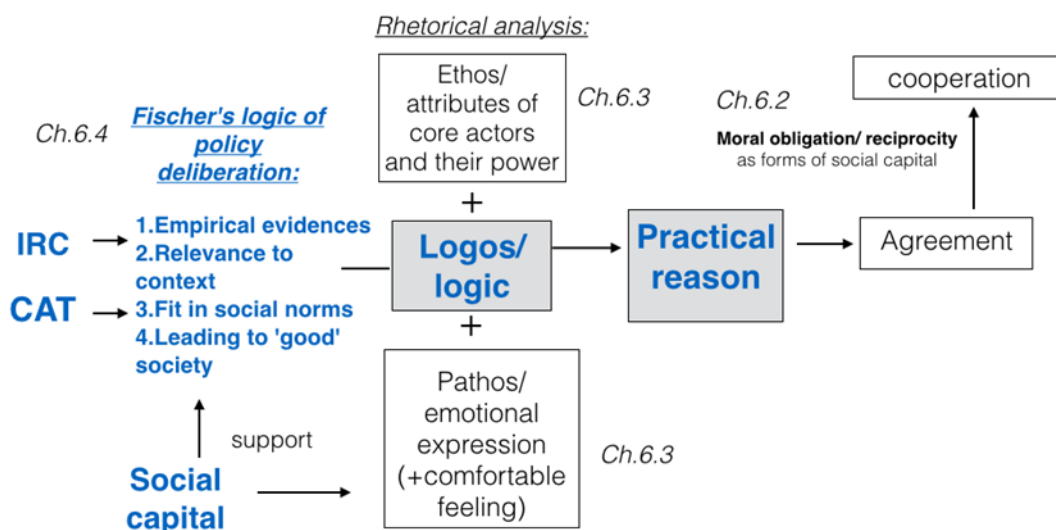 Rhetorical analysis:
Ethos/
attributes of
core actors
and their power
Ch.6.3
Ch.6.2
cooperation
Moral obligation/ reciprocity
as forms of social capital
Ch.6.4
Fischer's logic of
policy
deliberation:
IRC
CAT
1.Empirical evidences
2.Relevance to
context
3.Fit in social norms
4.Leading to 'good'
society
+
Logos/
logic
+
Practical
reason
Agreement
Pathos/
emotional
expression
(+comfortable
feeling)
Ch.6.3
support
Social
capital